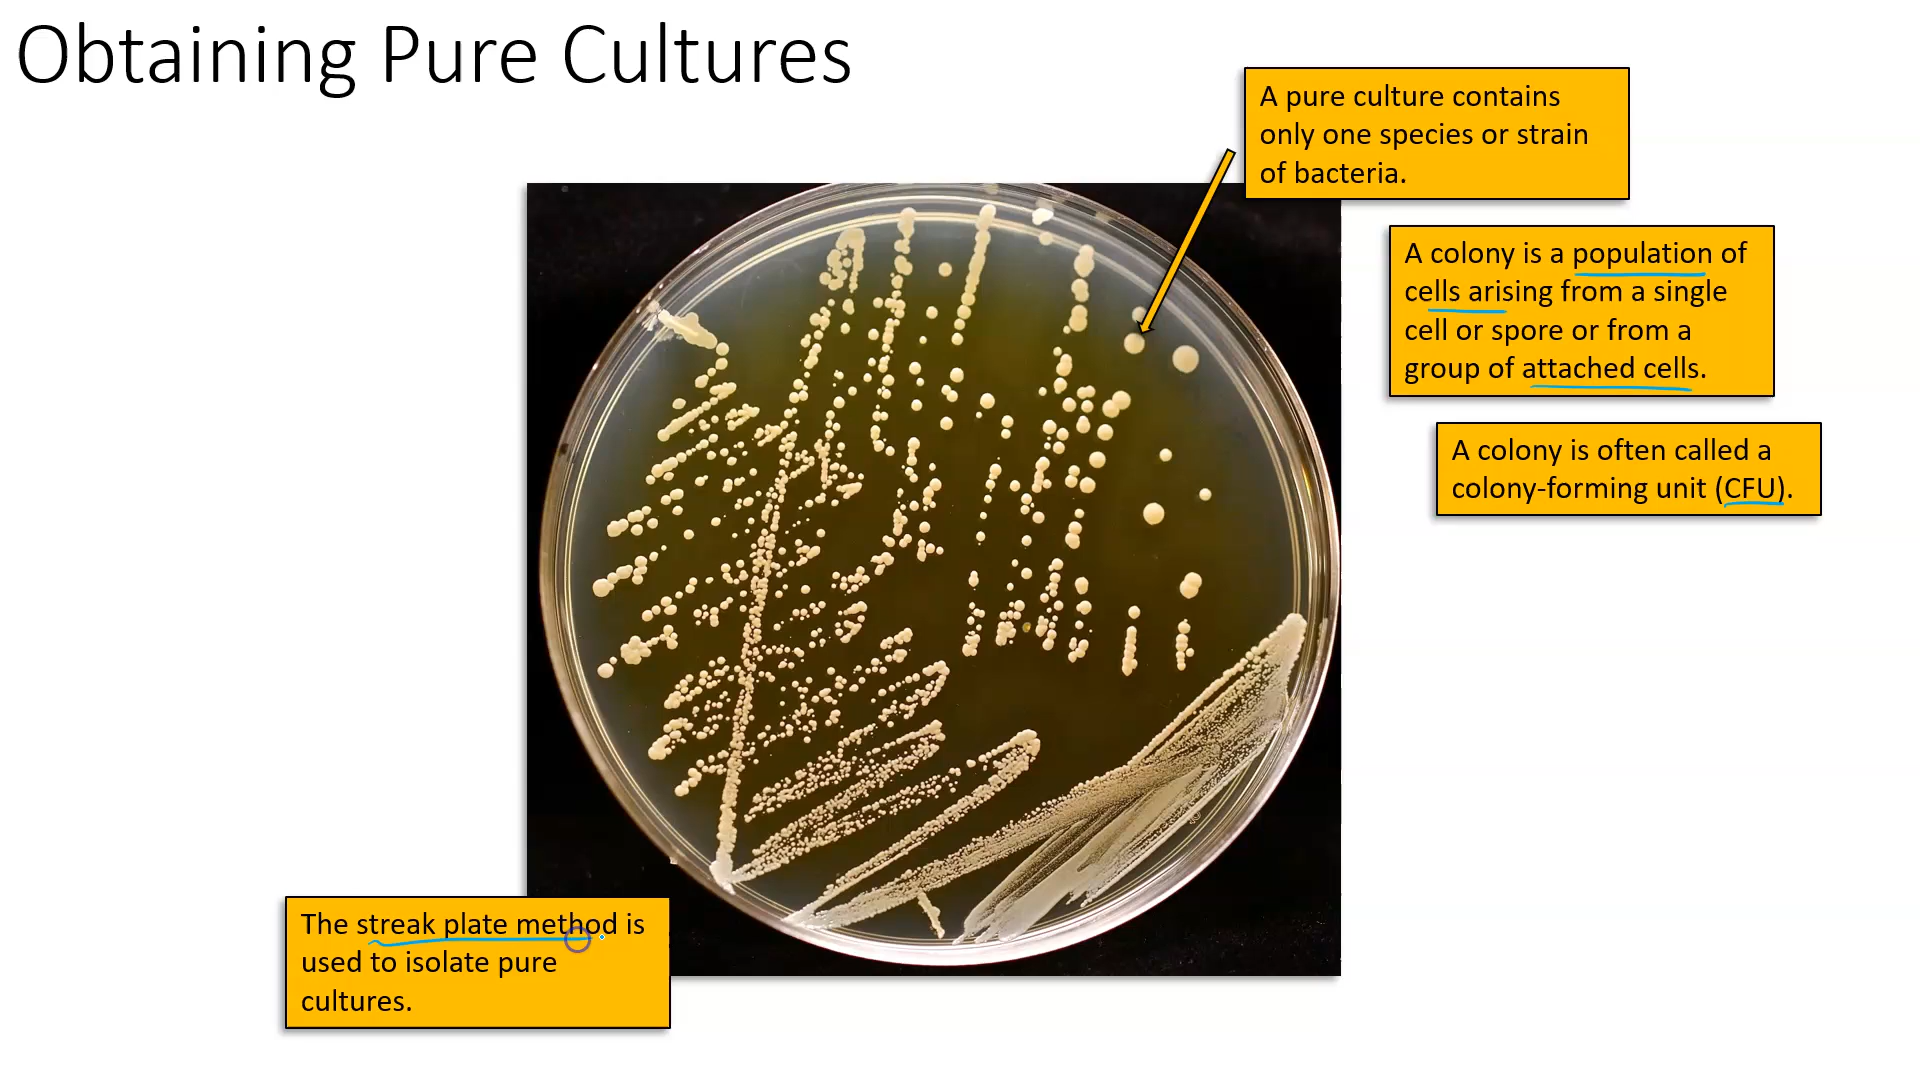 Obtaining Pure Cultures
A pure culture contains
only one species or strain
of bacteria.
A colony is a population of
cells arising from a single
cell or spore or from a
group of attached cells.
A colony is often called a
colony-forming unit (CFU).
The streak plate method is
used to isolate pure
cultures.